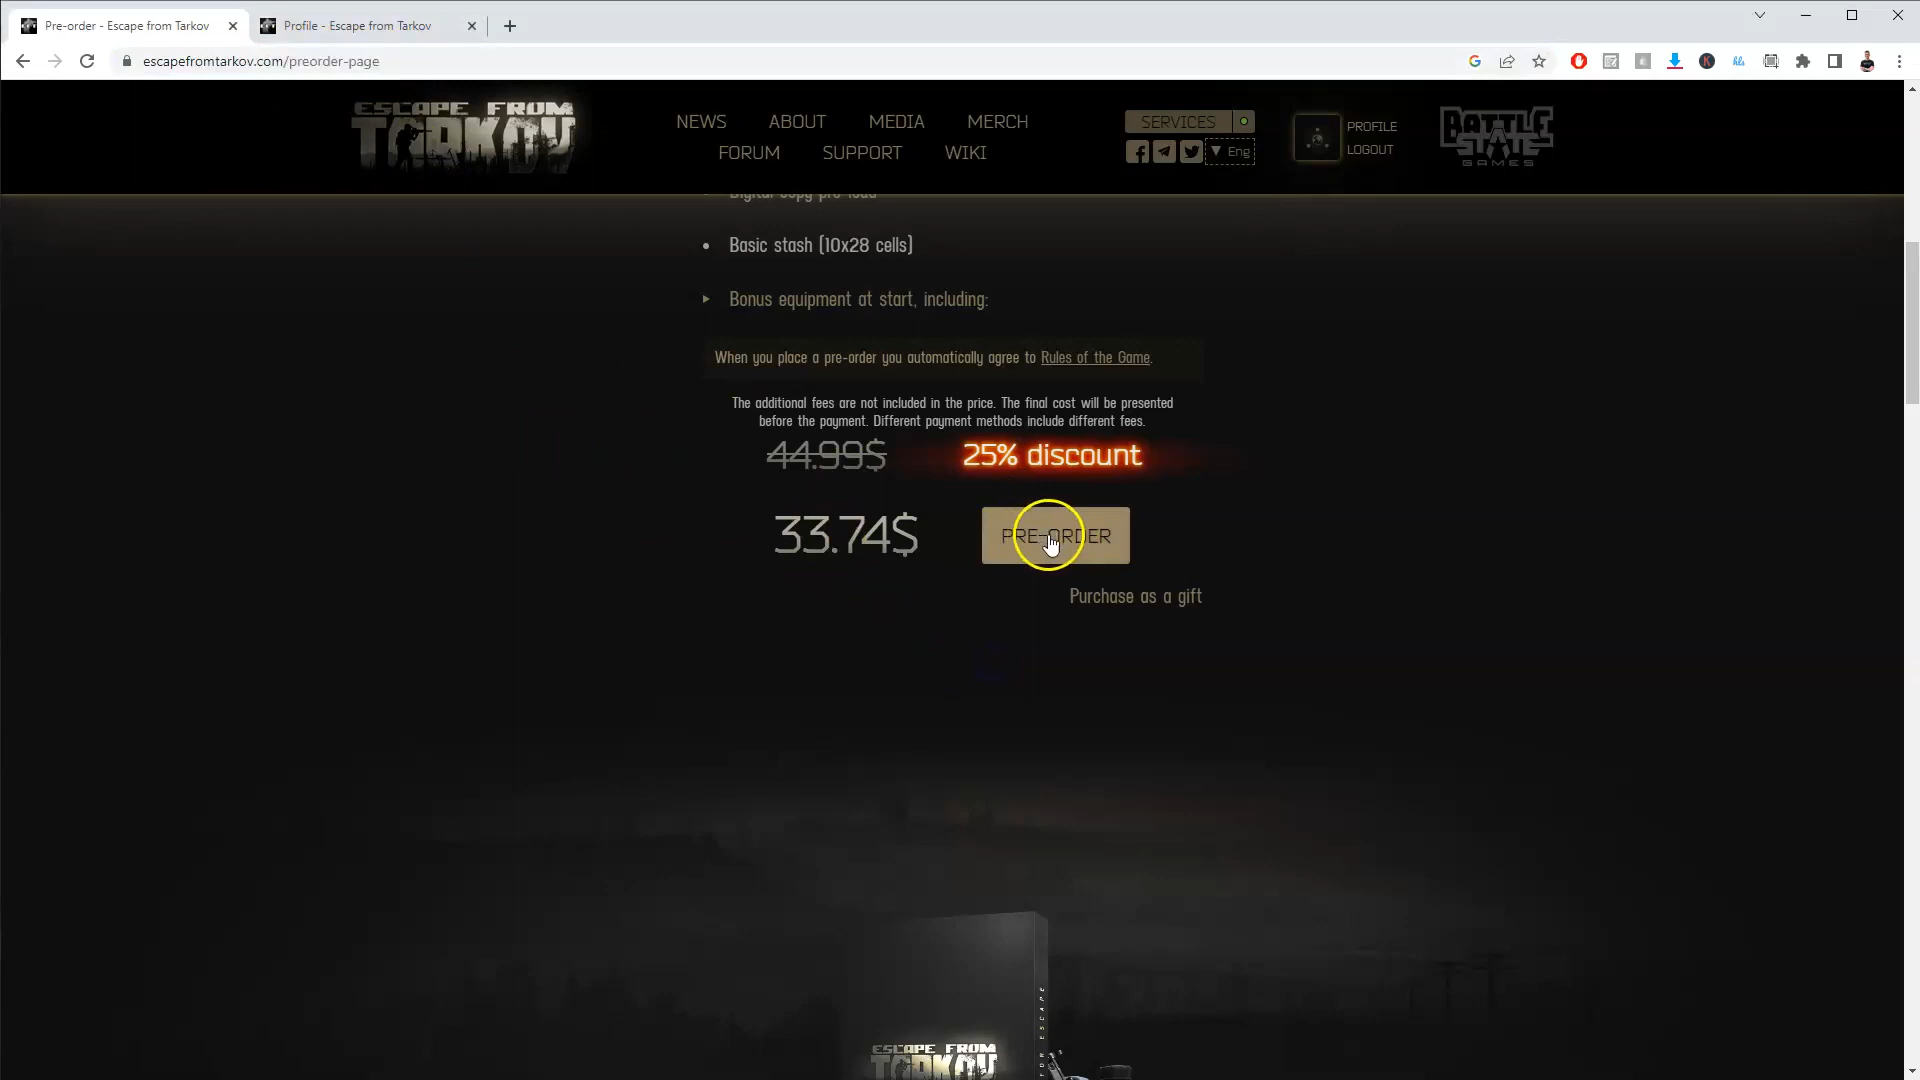 Pre-order - Escape from Tarkov
Profile - Escape from Tarkov
escapefromtarkov.com/preorder-page
ESCAPE FROM
TARKOV
NEWS
ABOUT
MEDIA
MERCH
FORUM
SUPPORT
WIKI
SERVICES
Eng
PROFILE
LOGOUT
BATTLE
STATE
GAMES
Digital copy pre-load
Basic stash (10x28 cells)
Bonus equipment at start, including:
When you place a pre-order you automatically agree to Rules of the Game.
The additional fees are not included in the price. The final cost will be presented
before the payment. Different payment methods include different fees.
44.99$
25% discount
33.74$
PRE-ORDER
Purchase as a gift
ESCAPE FROM
TARKOV